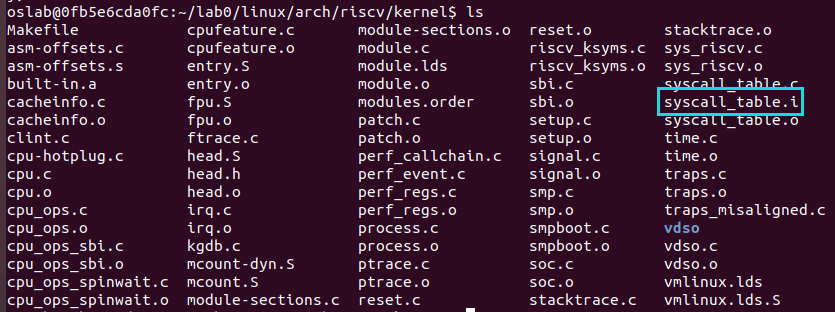 oslab@0fb5e6cda0fc:~/lab0/linux/arch/riscv/kernel$ ls
Makefile cpufeature.c module-sections.o reset.o stacktrace.o
asm-offsets.c cpufeature.o module.c riscv_ksyms.c sys_riscv.c
asm-offsets.s entry.S module.lds riscv_ksyms.o sys_riscv.o
built-in.a entry.o module.o sbi.c syscall_table.c
cacheinfo.c fpu.S modules.order sbi.o syscall_table.i
cacheinfo.o fpu.o patch.c setup.c syscall_table.o
clint.c ftrace.c patch.o setup.o time.c
cpu-hotplug.c head.S perf_callchain.c signal.c time.o
cpu.c head.h perf_event.c signal.o traps.c
cpu.o head.o perf_regs.c smp.c traps.o
cpu_ops.c irq.c perf_regs.o smp.o traps_misaligned.c
cpu_ops.o irq.o process.c smpboot.c vdso
cpu_ops_sbi.c kgdb.c process.o smpboot.o vdso.c
cpu_ops_sbi.o mcount-dyn.S ptrace.c soc.c vdso.o
cpu_ops_spinwait.c mcount.S ptrace.o soc.o vmlinux.lds
cpu_ops_spinwait.o module-sections.c reset.c stacktrace.c vmlinux.lds.S